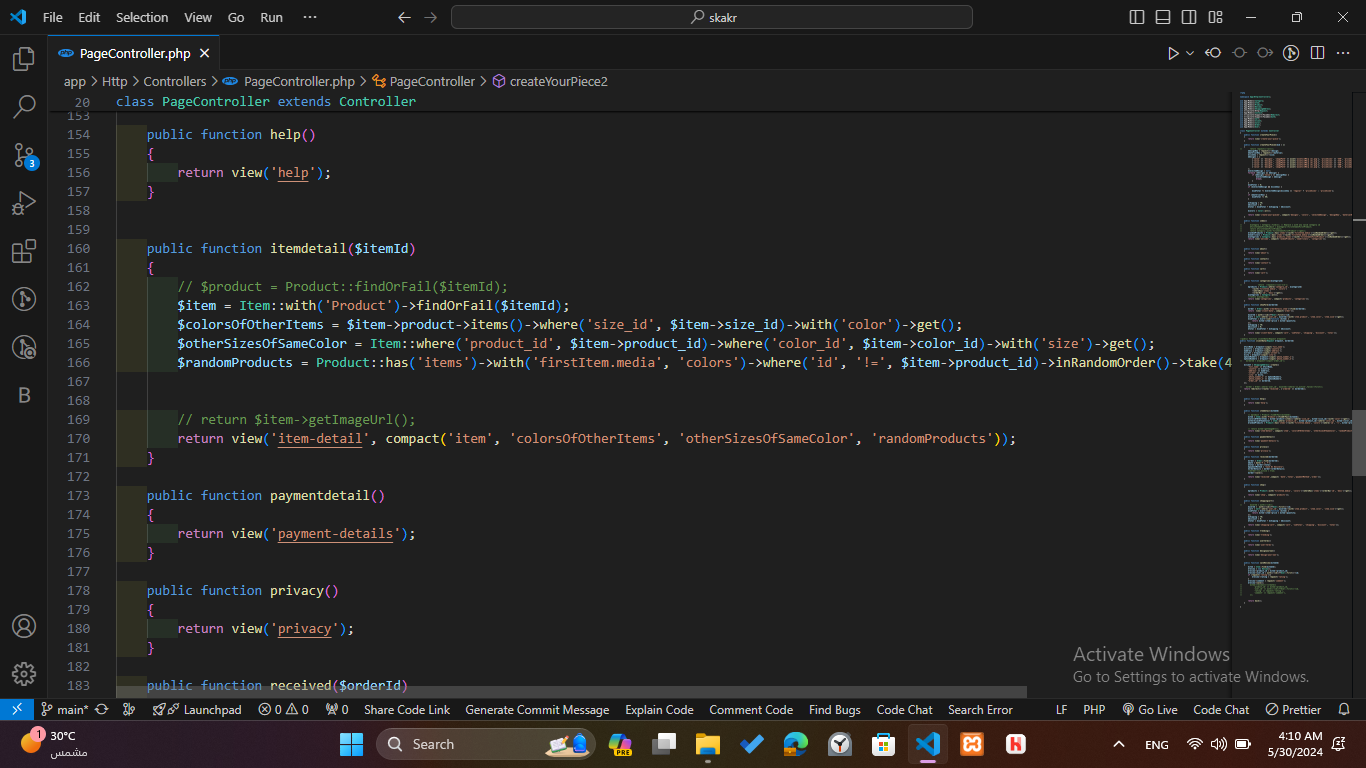 File Edit Selection View Go Run ··· skakr
PageController.php
app > Http > Controllers > PageController.php > PageController > createYourPiece2
20 class PageController extends Controller
153
154 public function help()
155 {
156 return view('help');
157 }
158
159
160 public function itemdetail($itemId)
161 {
162 // $product = Product::findOrFail($itemId);
163 $item = Item::with('Product')->findOrFail($itemId);
164 $colorsOfOtherItems = $item->product->items()->where('size_id', $item->size_id)->with('color')->get();
165 $otherSizesOfSameColor = Item::where('product_id', $item->product_id)->where('color_id', $item->color_id)->with('size')->get();
166 $randomProducts = Product::has('items')->with('firstItem.media', 'colors')->where('id', '!=', $item->product_id)->inRandomOrder()->take(4
167
168
169 // return $item->getImageUrl();
170 return view('item-detail', compact('item', 'colorsOfOtherItems', 'otherSizesOfSameColor', 'randomProducts'));
171 }
172
173 public function paymentdetail()
174 {
175 return view('payment-details');
176 }
177
178 public function privacy()
179 {
180 return view('privacy');
181 }
182
183 public function received($orderId)
3
B
Activate Windows
Go to Settings to activate Windows.
main* Launchpad 0 0 0 Share Code Link Generate Commit Message Explain Code Comment Code Find Bugs Code Chat Search Error LF PHP Go Live Code Chat Prettier
1 30°C
مشمس
Search
PRE
ENG
4:10 AM
5/30/2024